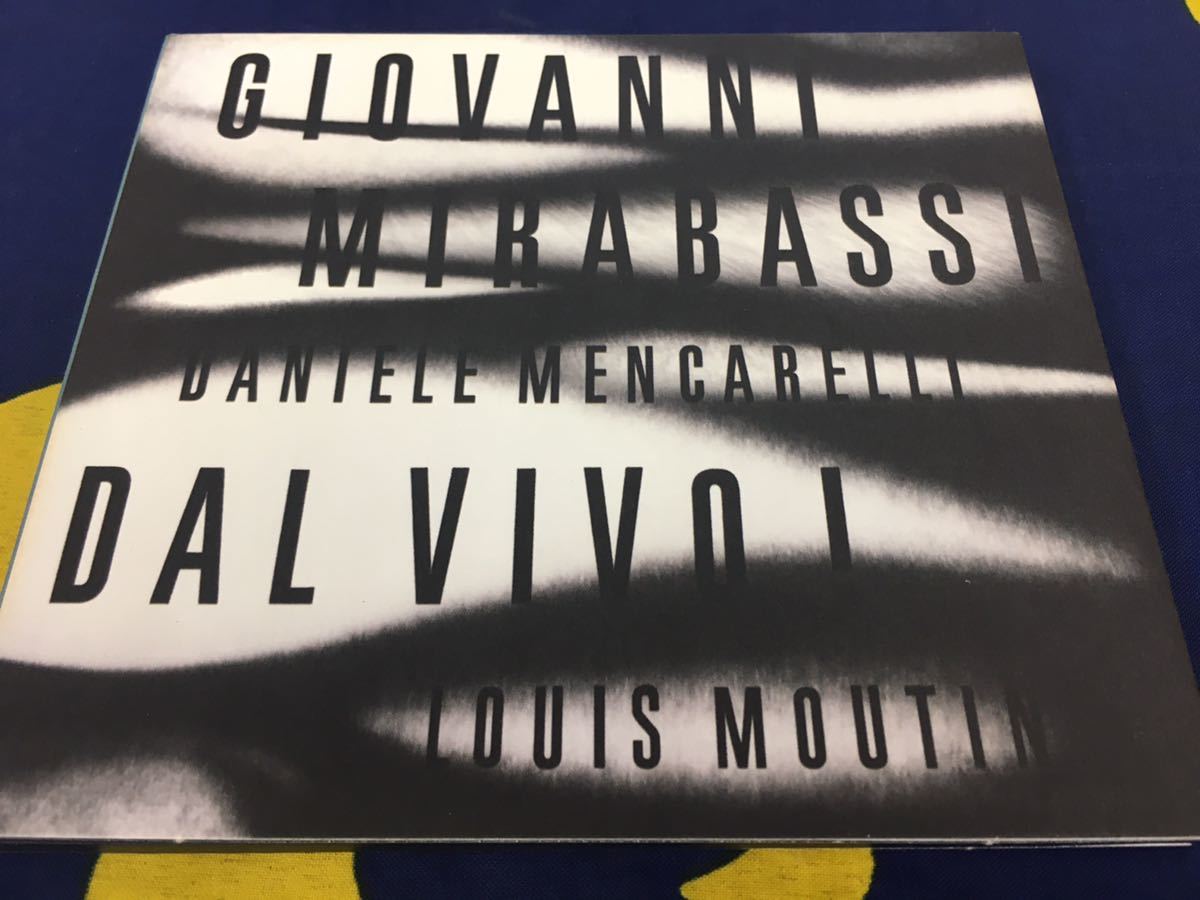 GIOVANNI
MIRABASSI
DANIELE MENCARELLI
DAL VIVO !
LOUIS MOUTIN